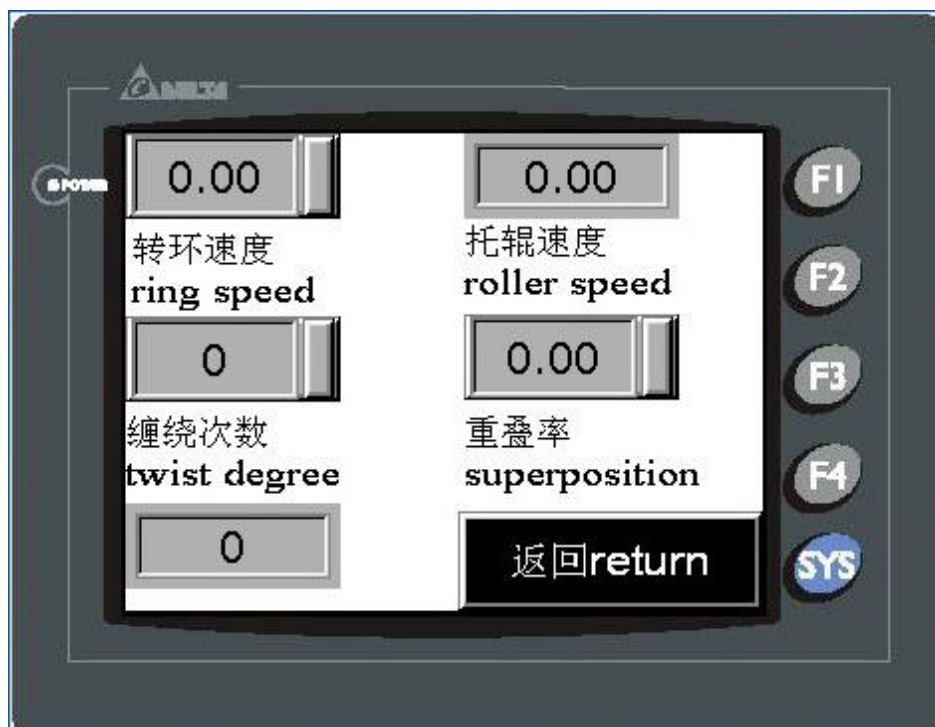 DELTA
0.00
0.00
POWER
F1
转环速度
托辊速度
ring speed
roller speed
F2
0
0.00
F3
缠绕次数
重叠率
twist degree
superposition
F4
0
返回return
SYS